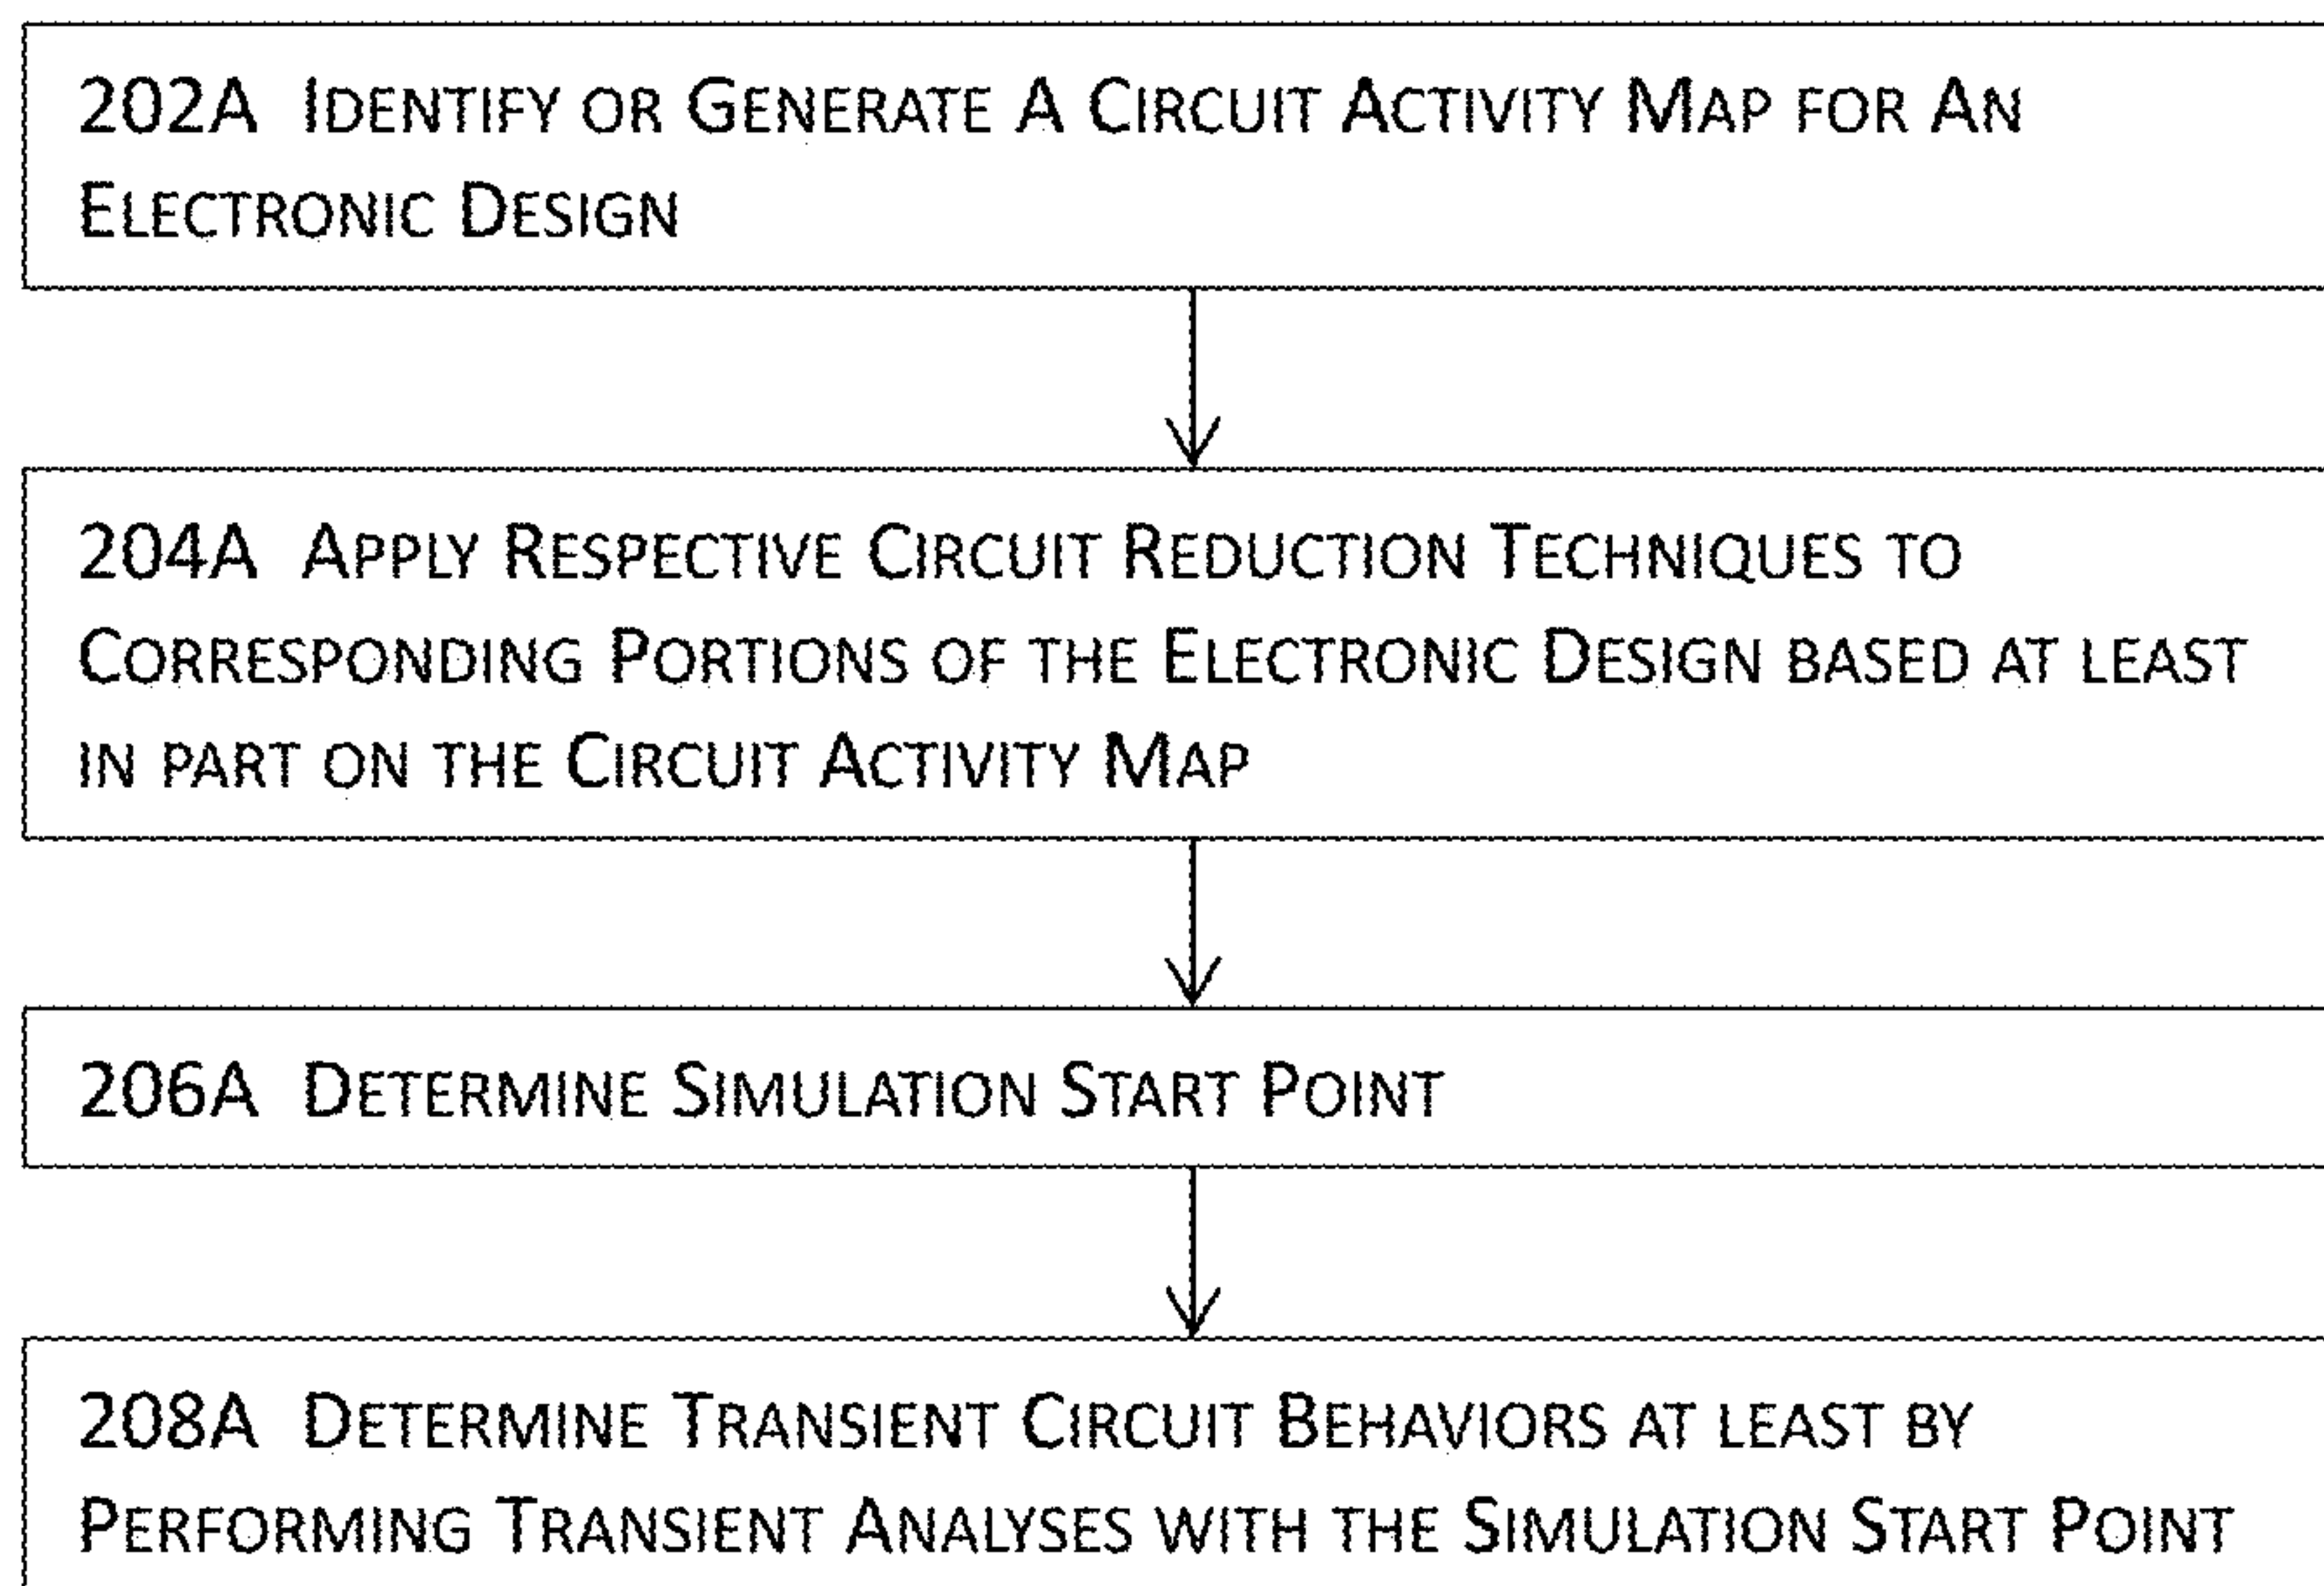 202A IDENTIFY OR GENERATE A CIRCUIT ACTIVITY MAP FOR AN
ELECTRONIC DESIGN
204A APPLY RESPECTIVE CIRCUIT REDUCTION TECHNIQUES TO
CORRESPONDING PORTIONS OF THE ELECTRONIC DESIGN BASED AT LEAST
IN PART ON THE CIRCUIT ACTIVITY MAP
206A DETERMINE SIMULATION START POINT
208A DETERMINE TRANSIENT CIRCUIT BEHAVIORS AT LEAST BY
PERFORMING TRANSIENT ANALYSES WITH THE SIMULATION START POINT